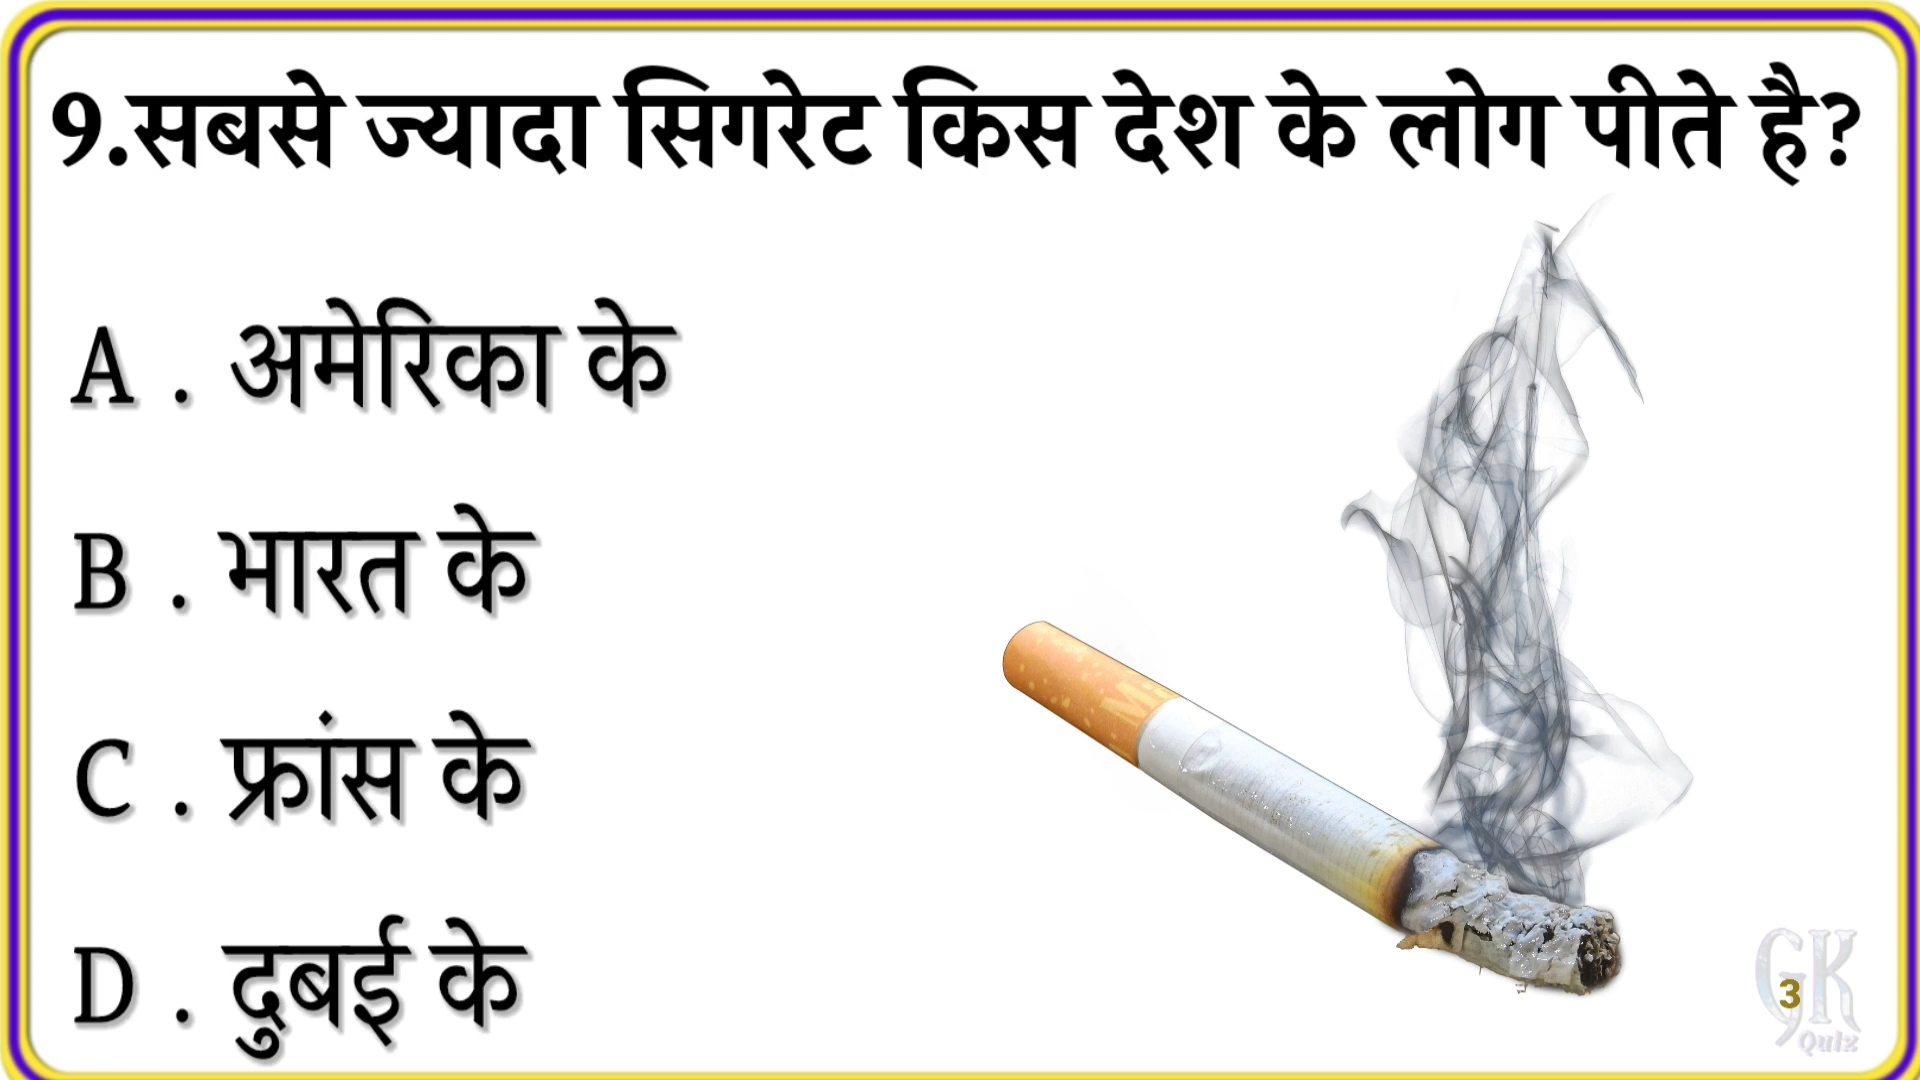 9.सबसे ज्यादा सिगरेट किस देश के लोग पीते है?
A . अमेरिका के
B . भारत के
C . फ्रांस के
D . दुबई के
GK
3
Quiz